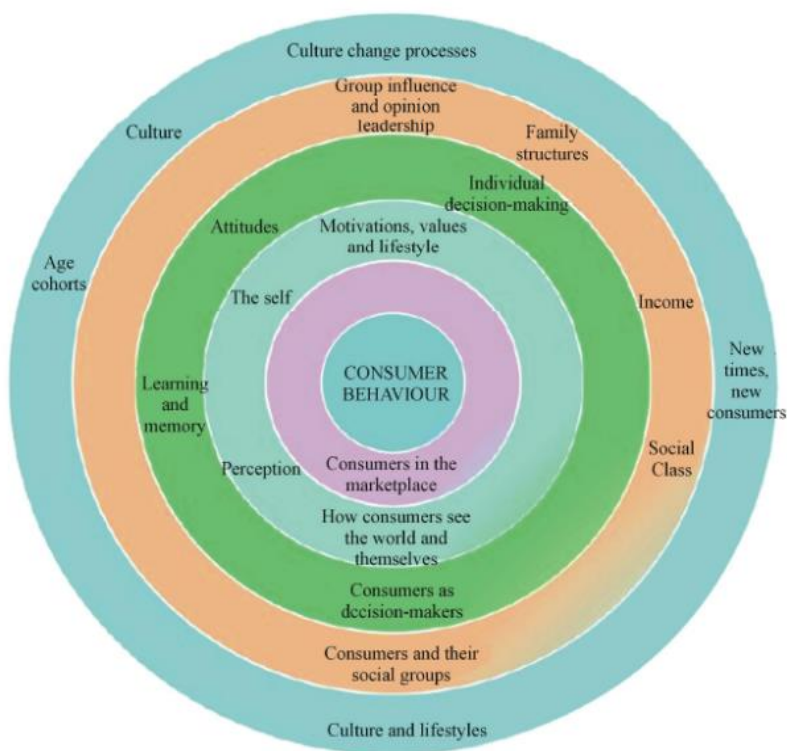 Culture change processes
Group influence
and opinion
leadership
Culture
Family
structures
Individual
decision-making
Attitudes
Motivations, values
and lifestyle
Age
cohorts
The self
Income
CONSUMER
BEHAVIOUR
New
times,
new
consumers
Learning
and
memory
Social
Class
Perception
Consumers in the
marketplace
How consumers see
the world and
themselves
Consumers as
dccision-makers
Consumers and their
social groups
Culture and lifestyles